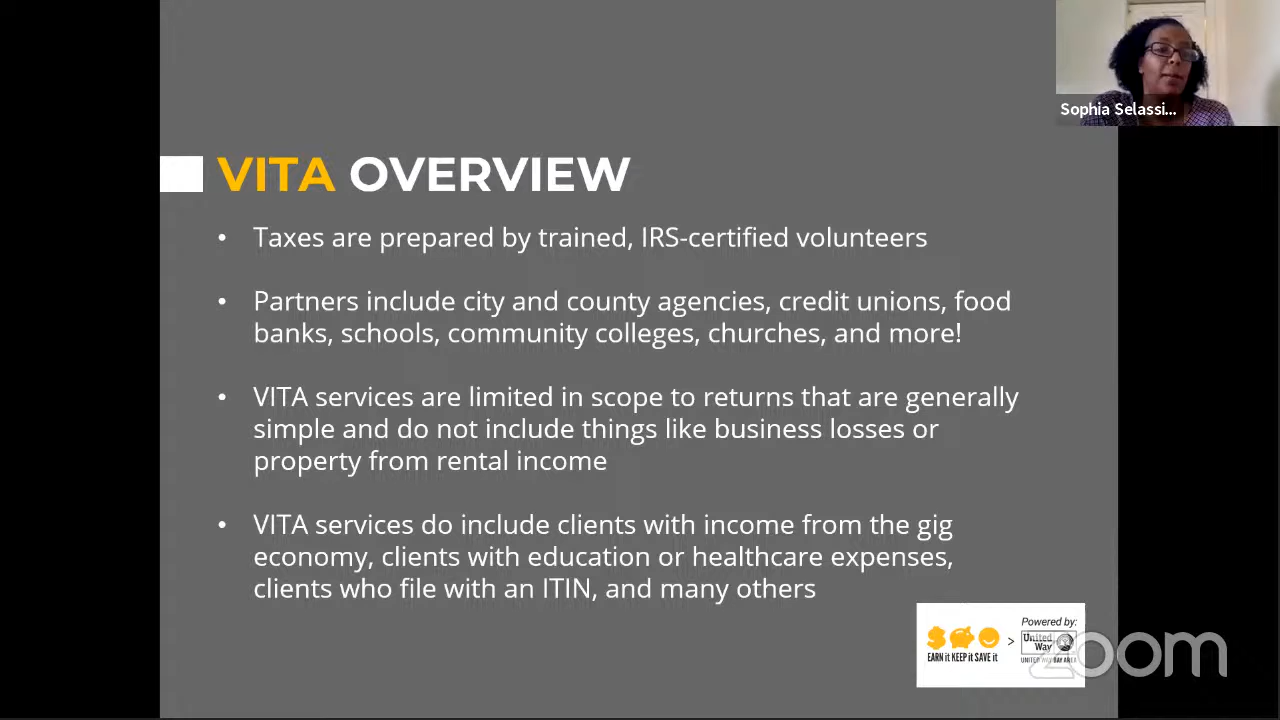 Sophia Selassi...
VITA OVERVIEW
• Taxes are prepared by trained, IRS-certified volunteers
• Partners include city and county agencies, credit unions, food
banks, schools, community colleges, churches, and more!
• VITA services are limited in scope to returns that are generally
simple and do not include things like business losses or
property from rental income
• VITA services do include clients with income from the gig
economy, clients with education or healthcare expenses,
clients who file with an ITIN, and many others
EARN it KEEP it SAVE it
>
Powered by:
United
Way
UNITED WAY BAY AREA
zoom